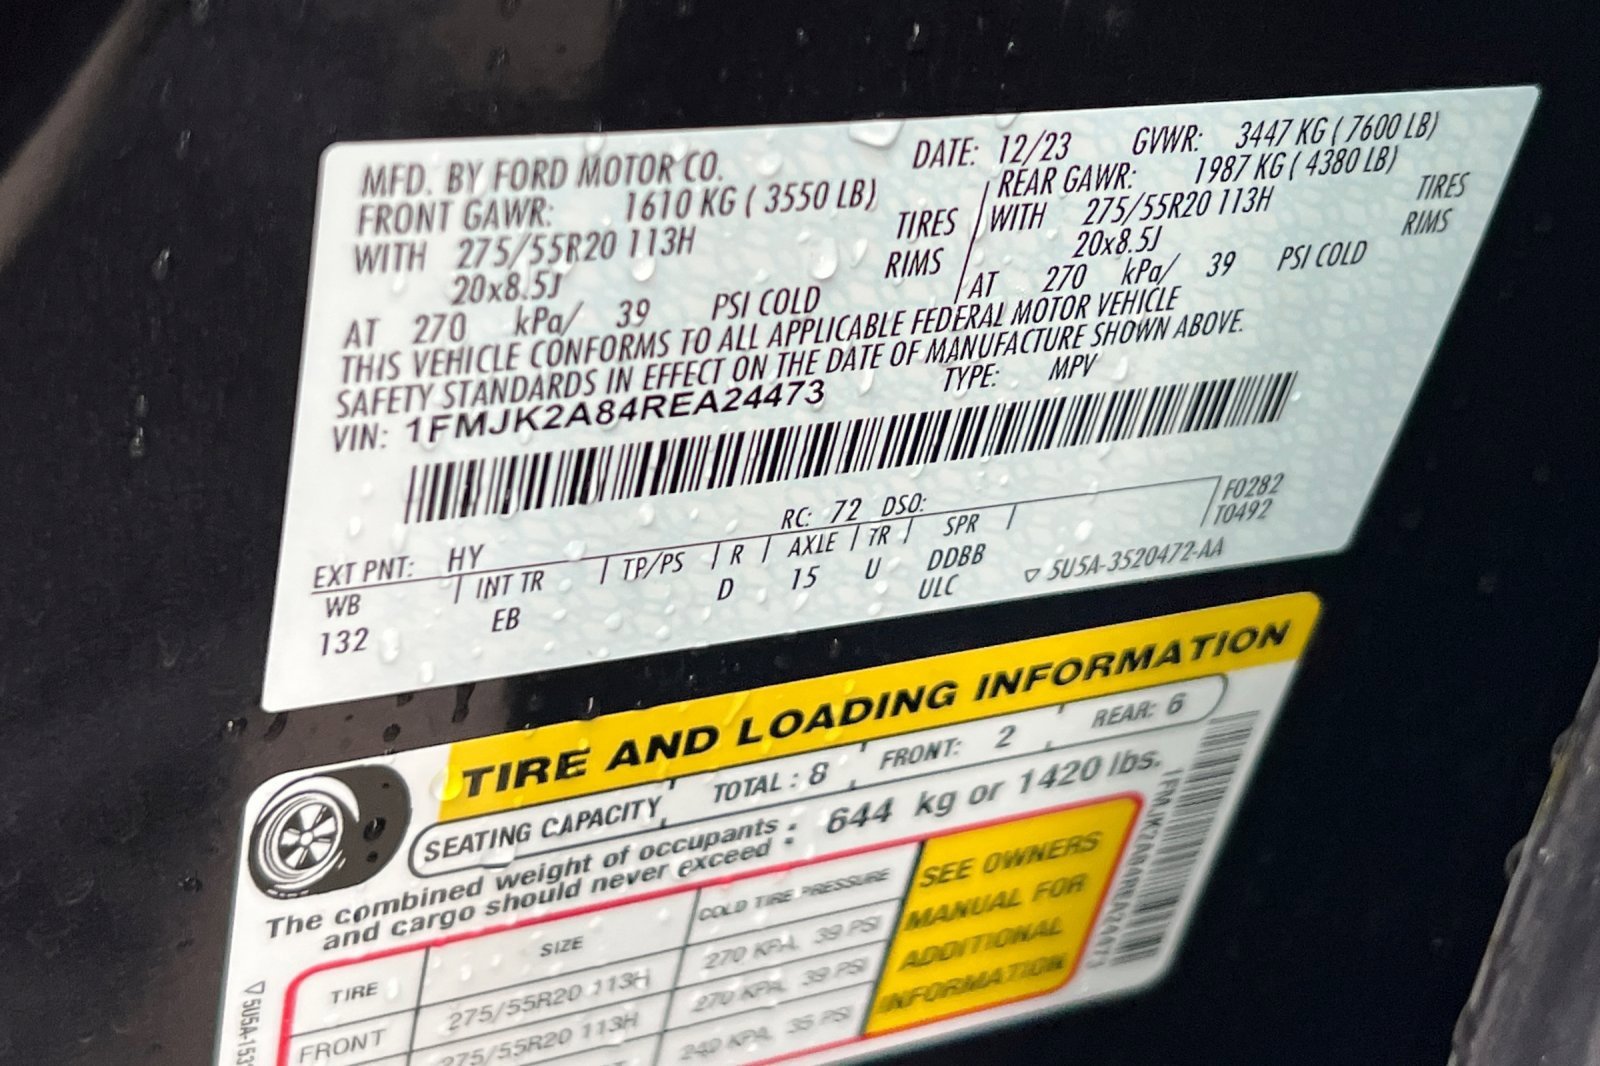 MFD. BY FORD MOTOR CO. DATE: 12/23 GVWR: 3447 KG ( 7600 LB)
FRONT GAWR: 1610 KG ( 3550 LB) REAR GAWR: 1987 KG ( 4380 LB)
WITH 275/55R20 113H TIRES WITH 275/55R20 113H TIRES
20x8.5J RIMS 20x8.5J RIMS
AT 270 kPa/ 39 PSI COLD AT 270 kPa/ 39 PSI COLD
THIS VEHICLE CONFORMS TO ALL APPLICABLE FEDERAL MOTOR VEHICLE
SAFETY STANDARDS IN EFFECT ON THE DATE OF MANUFACTURE SHOWN ABOVE.
VIN: 1FMJK2A84REA24473 TYPE: MPV
EXT PNT: HY RC: 72 DSO: F0282
WB INT TR TP/PS R AXLE TR SPR T0492
132 EB D 15 U DDBB
ULC ▽ 5U5A-3520472-AA
TIRE AND LOADING INFORMATION
SEATING CAPACITY TOTAL : 8 FRONT: 2 REAR: 6
The combined weight of occupants : 644 kg or 1420 lbs.
and cargo should never exceed
TIRE SIZE COLD TIRE PRESSURE
FRONT 275/55R20 113H 270 KPA, 39 PSI
275/55R20 113H 270 KPA, 39 PSI
240 KPA, 35 PSI
SEE OWNERS
MANUAL FOR
ADDITIONAL
INFORMATION
1FMJK2A84REA24473
▽ 5U5A-153